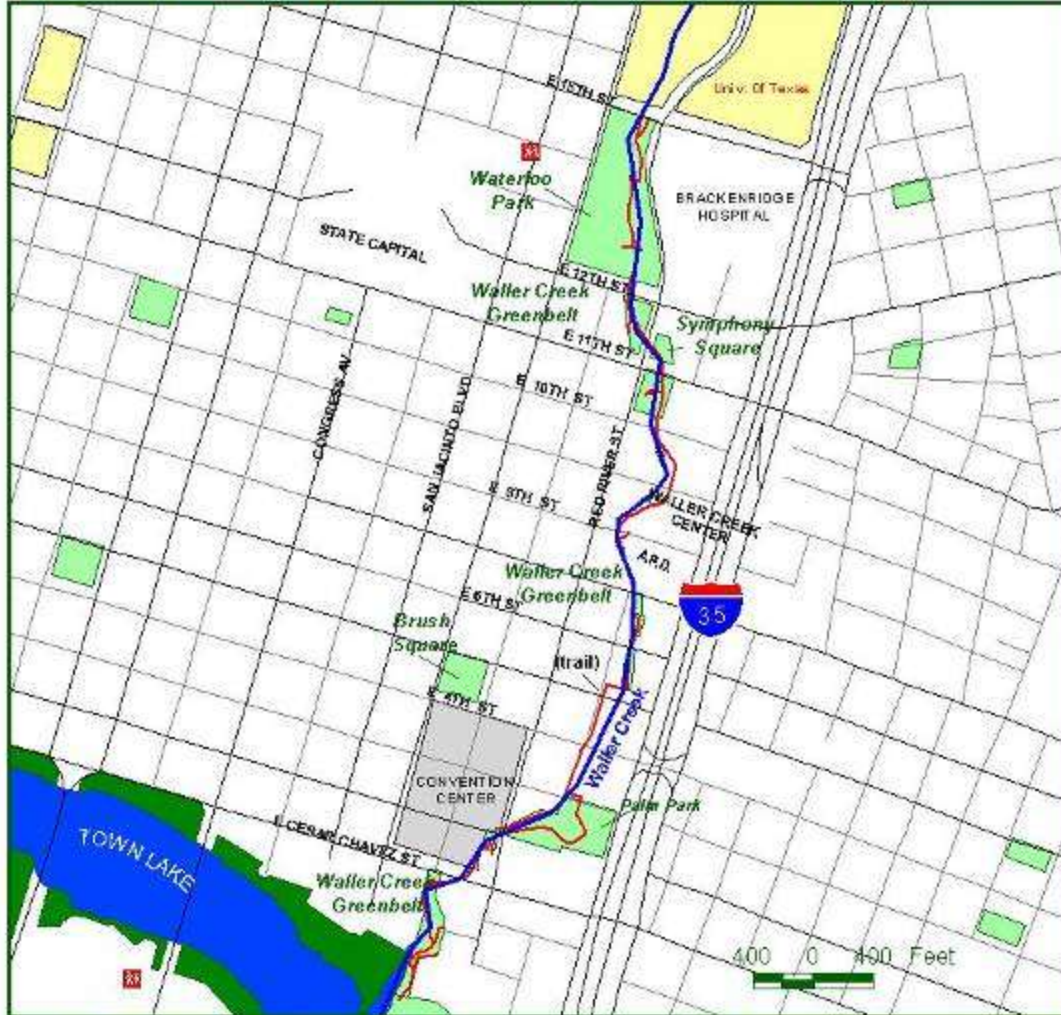 E 15TH ST
Univ. Of Texas
Waterloo
Park
BRACKENRIDGE
HOSPITAL
STATE CAPITAL
E 12TH ST
Waller Creek
Greenbelt
Symphony
Square
E 11TH ST
E 10TH ST
CONGRESS AV
SAN JACINTO BLVD
RED RIVER ST
E 9TH ST
WALLER CREEK
CENTER
A.R.D.
Waller Creek
Greenbelt
E 6TH ST
35
Brush
Square
(trail)
E 4TH ST
Waller Creek
CONVENTION
CENTER
Palm Park
E CESAR CHAVEZ ST
TOWN LAKE
Waller Creek
Greenbelt
400 0 400 Feet